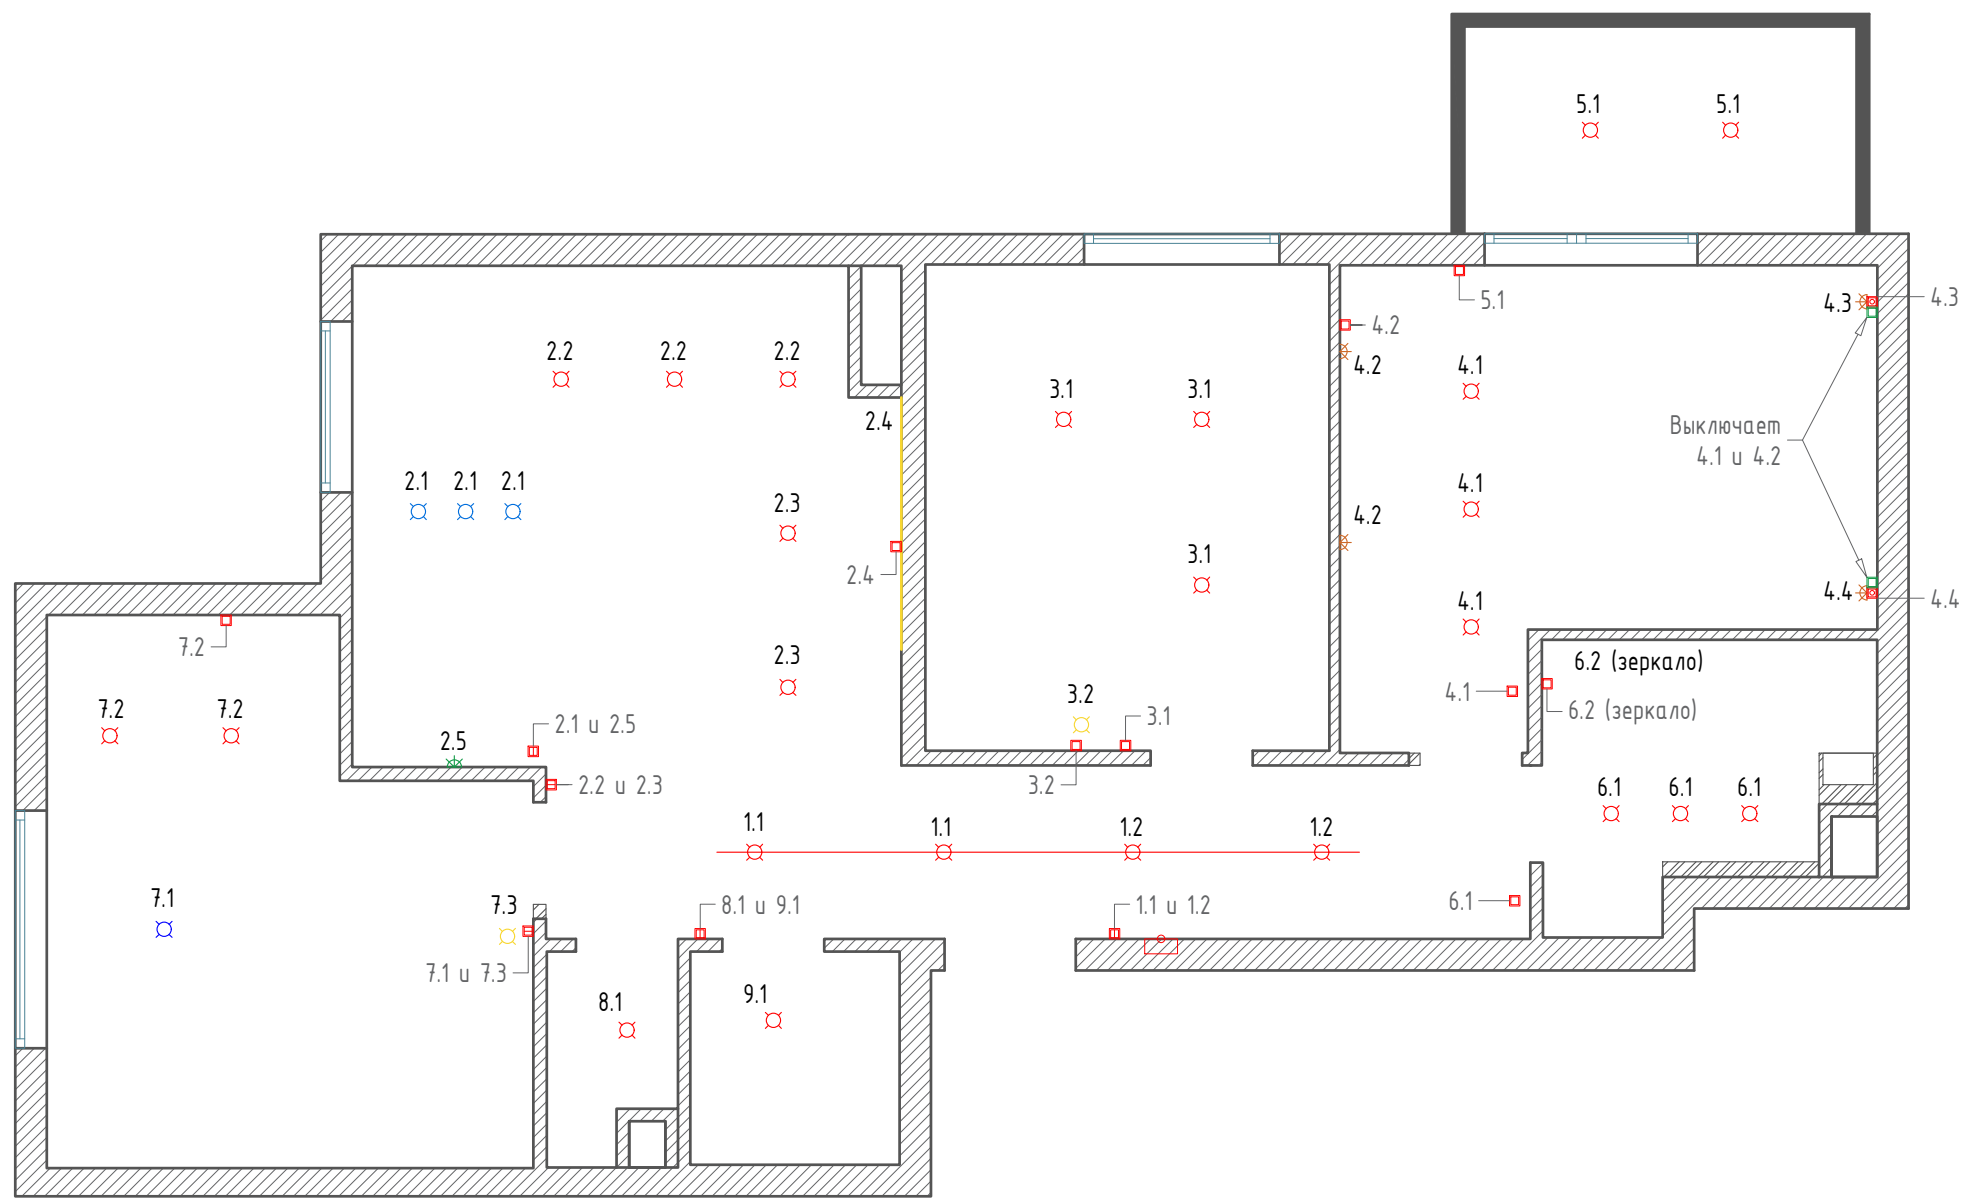 5.1 5.1
4.3 4.3
5.1
4.2
2.2 2.2 2.2
4.2 4.1
3.1 3.1
2.4
Выключает
4.1 и 4.2
2.1 2.1 2.1
4.1
2.3
4.2
3.1
2.4
4.4 4.4
4.1
7.2
2.3
6.2 (зеркало)
4.1
3.2
6.2 (зеркало)
7.2 7.2
3.1
2.1 и 2.5
2.5
2.2 и 2.3
3.2
6.1 6.1 6.1
1.1 1.1 1.2 1.2
7.1
7.3
8.1 и 9.1
1.1 и 1.2
6.1
7.1 и 7.3
8.1
9.1